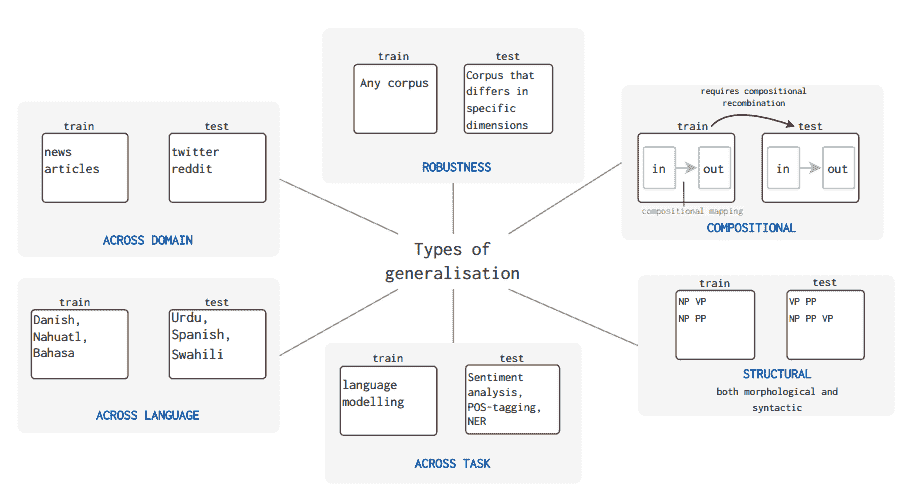 train
test
Any corpus
Corpus that
differs in
specific
dimensions
ROBUSTNESS
train
test
news
articles
twitter
reddit
ACROSS DOMAIN
requires compositional
recombination
train
test
in
out
in
out
compositional mapping
COMPOSITIONAL
Types of
generalisation
train
test
Danish,
Nahuatl,
Bahasa
Urdu,
Spanish,
Swahili
ACROSS LANGUAGE
train
test
NP VP
NP PP
VP PP
NP PP VP
STRUCTURAL
both morphological and
syntactic
train
test
language
modelling
Sentiment
analysis,
POS-tagging,
NER
ACROSS TASK